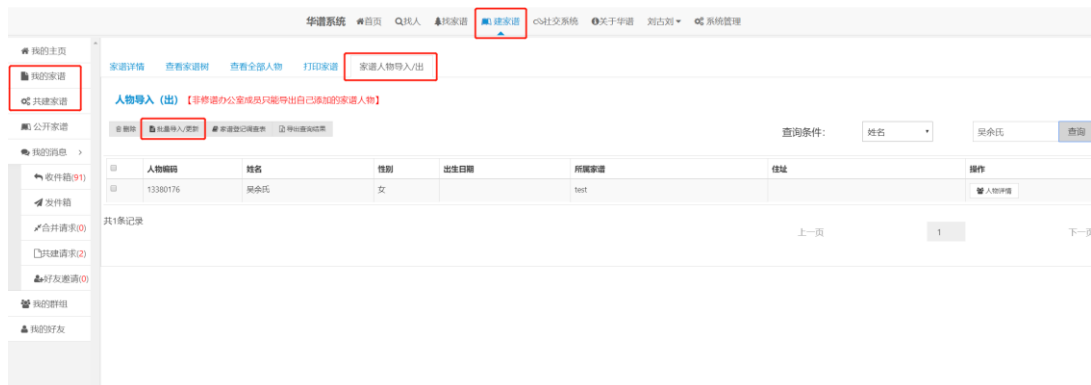 华谱系统 首页 找人 找家谱 建家谱 社交系统 关于华谱 刘古刘 系统管理
我的主页
我的家谱
共建家谱
公开家谱
我的消息 >
收件箱(91)
发件箱
合并请求(0)
共建请求(2)
好友邀请(0)
我的群组
我的好友
家谱详情 查看家谱树 查看全部人物 打印家谱 家谱人物导入/出
人物导入(出)【非修谱办公室成员只能导出自己添加的家谱人物】
删除 批量导入/更新 家谱登记调查表 导出查询结果 查询条件: 姓名 吴余氏 查询
人物编码 姓名 性别 出生日期 所属家谱 住址 操作
13380176 吴余氏 女 test 人物详情
共1条记录
上一页 1 下一页